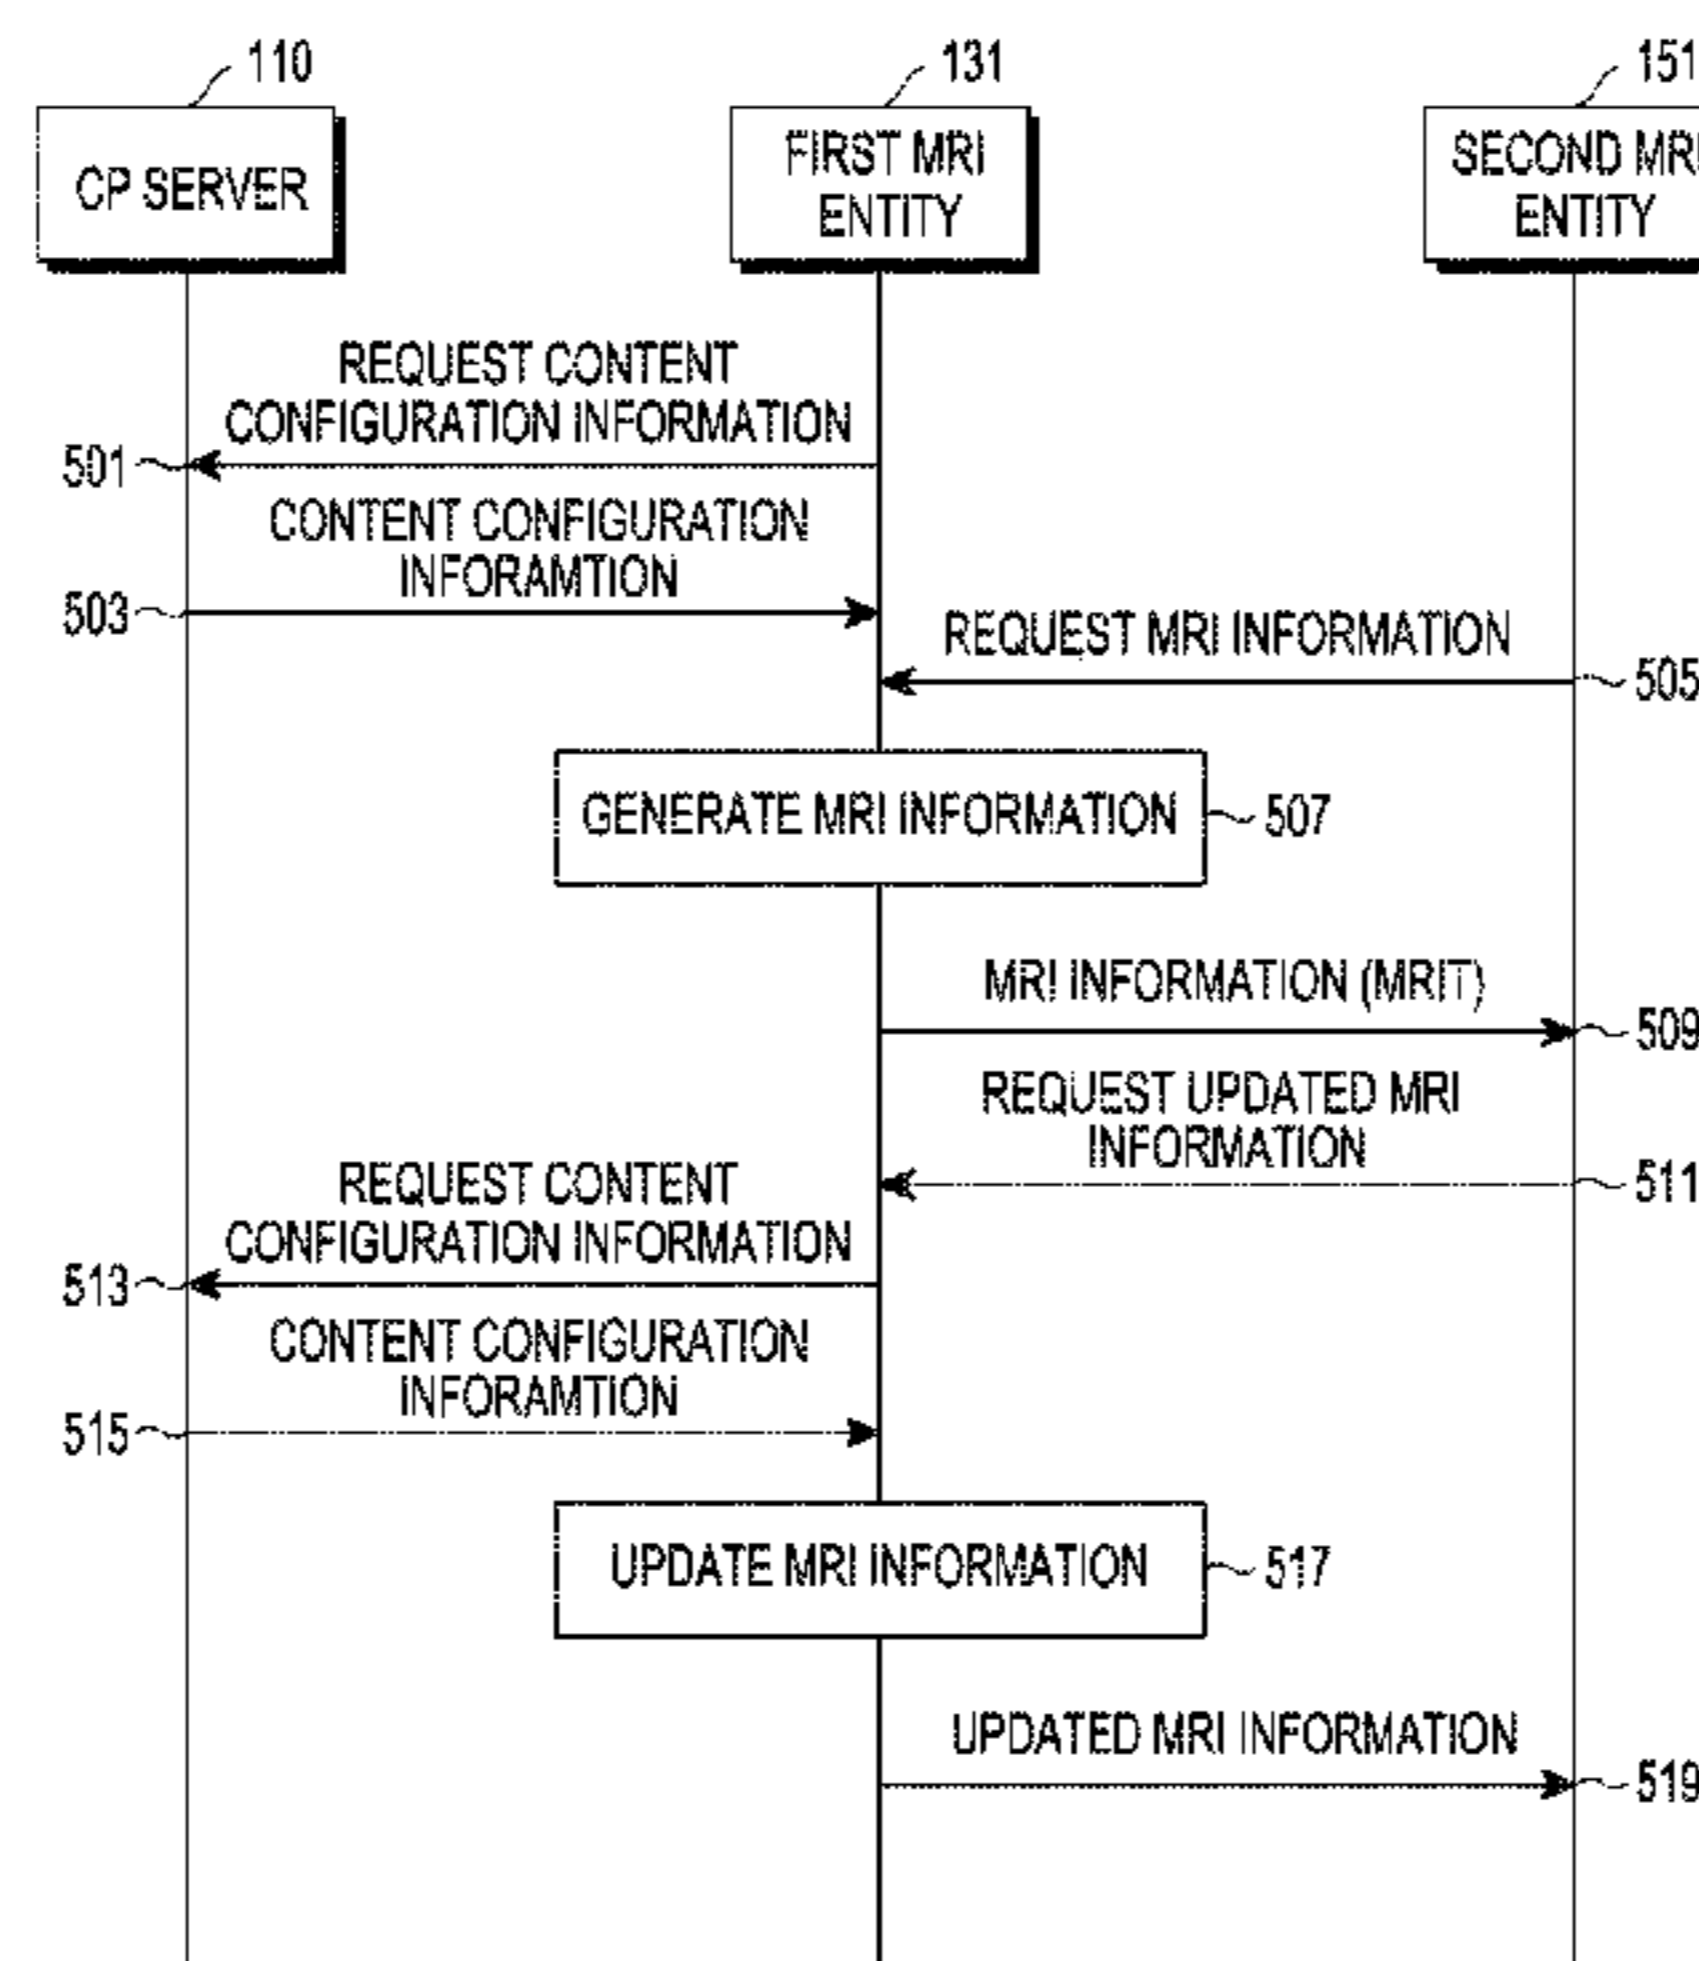 110
131
151
CP SERVER
FIRST MRI
ENTITY
SECOND MRI
ENTITY
REQUEST CONTENT
CONFIGURATION INFORMATION
501
CONTENT CONFIGURATION
INFORAMTION
503
REQUEST MRI INFORMATION
505
GENERATE MRI INFORMATION
507
MRI INFORMATION (MRIT)
509
REQUEST UPDATED MRI
INFORMATION
511
REQUEST CONTENT
CONFIGURATION INFORMATION
513
CONTENT CONFIGURATION
INFORAMTION
515
UPDATE MRI INFORMATION
517
UPDATED MRI INFORMATION
519